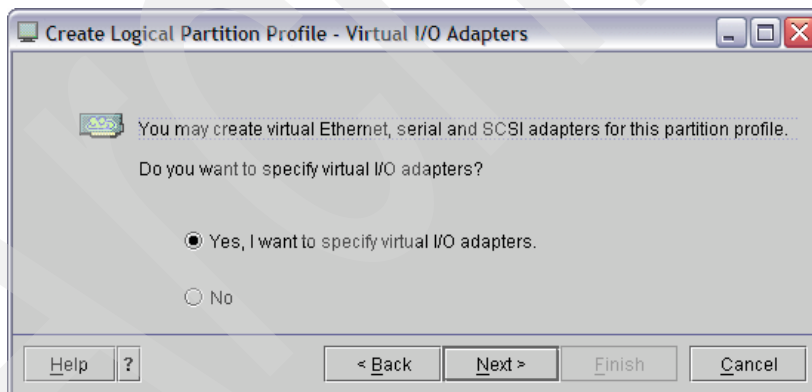 Create Logical Partition Profile - Virtual I/O Adapters
You may create virtual Ethernet, serial and SCSI adapters for this partition profile.
Do you want to specify virtual I/O adapters?
Yes, I want to specify virtual I/O adapters.
No
Help ? < Back Next > Finish Cancel